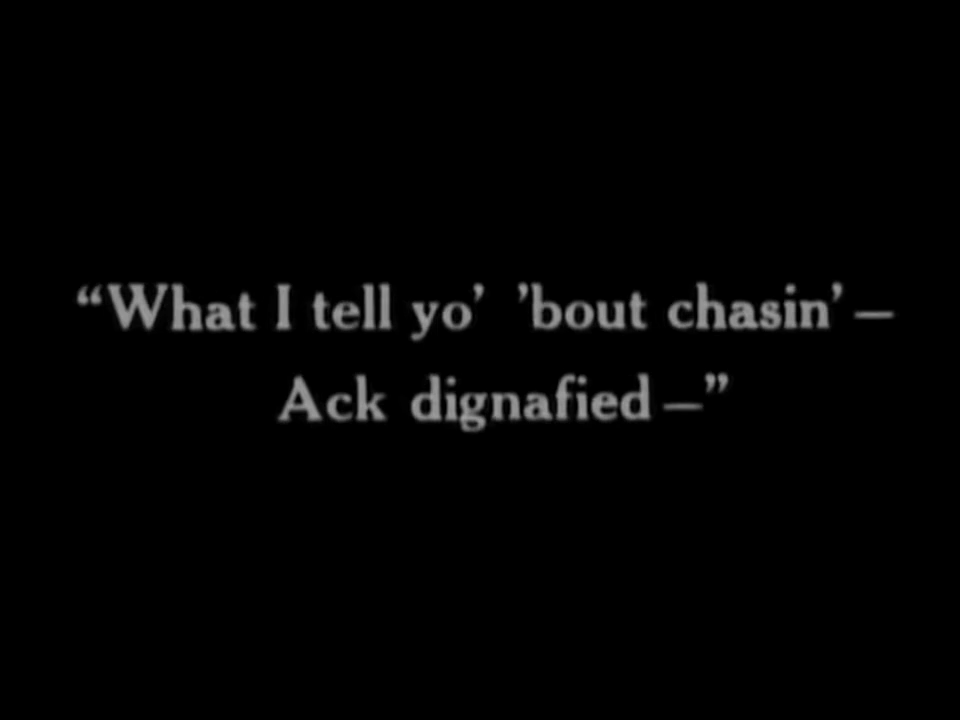 “What I tell yo’ ’bout chasin’ —
Ack dignafied —”